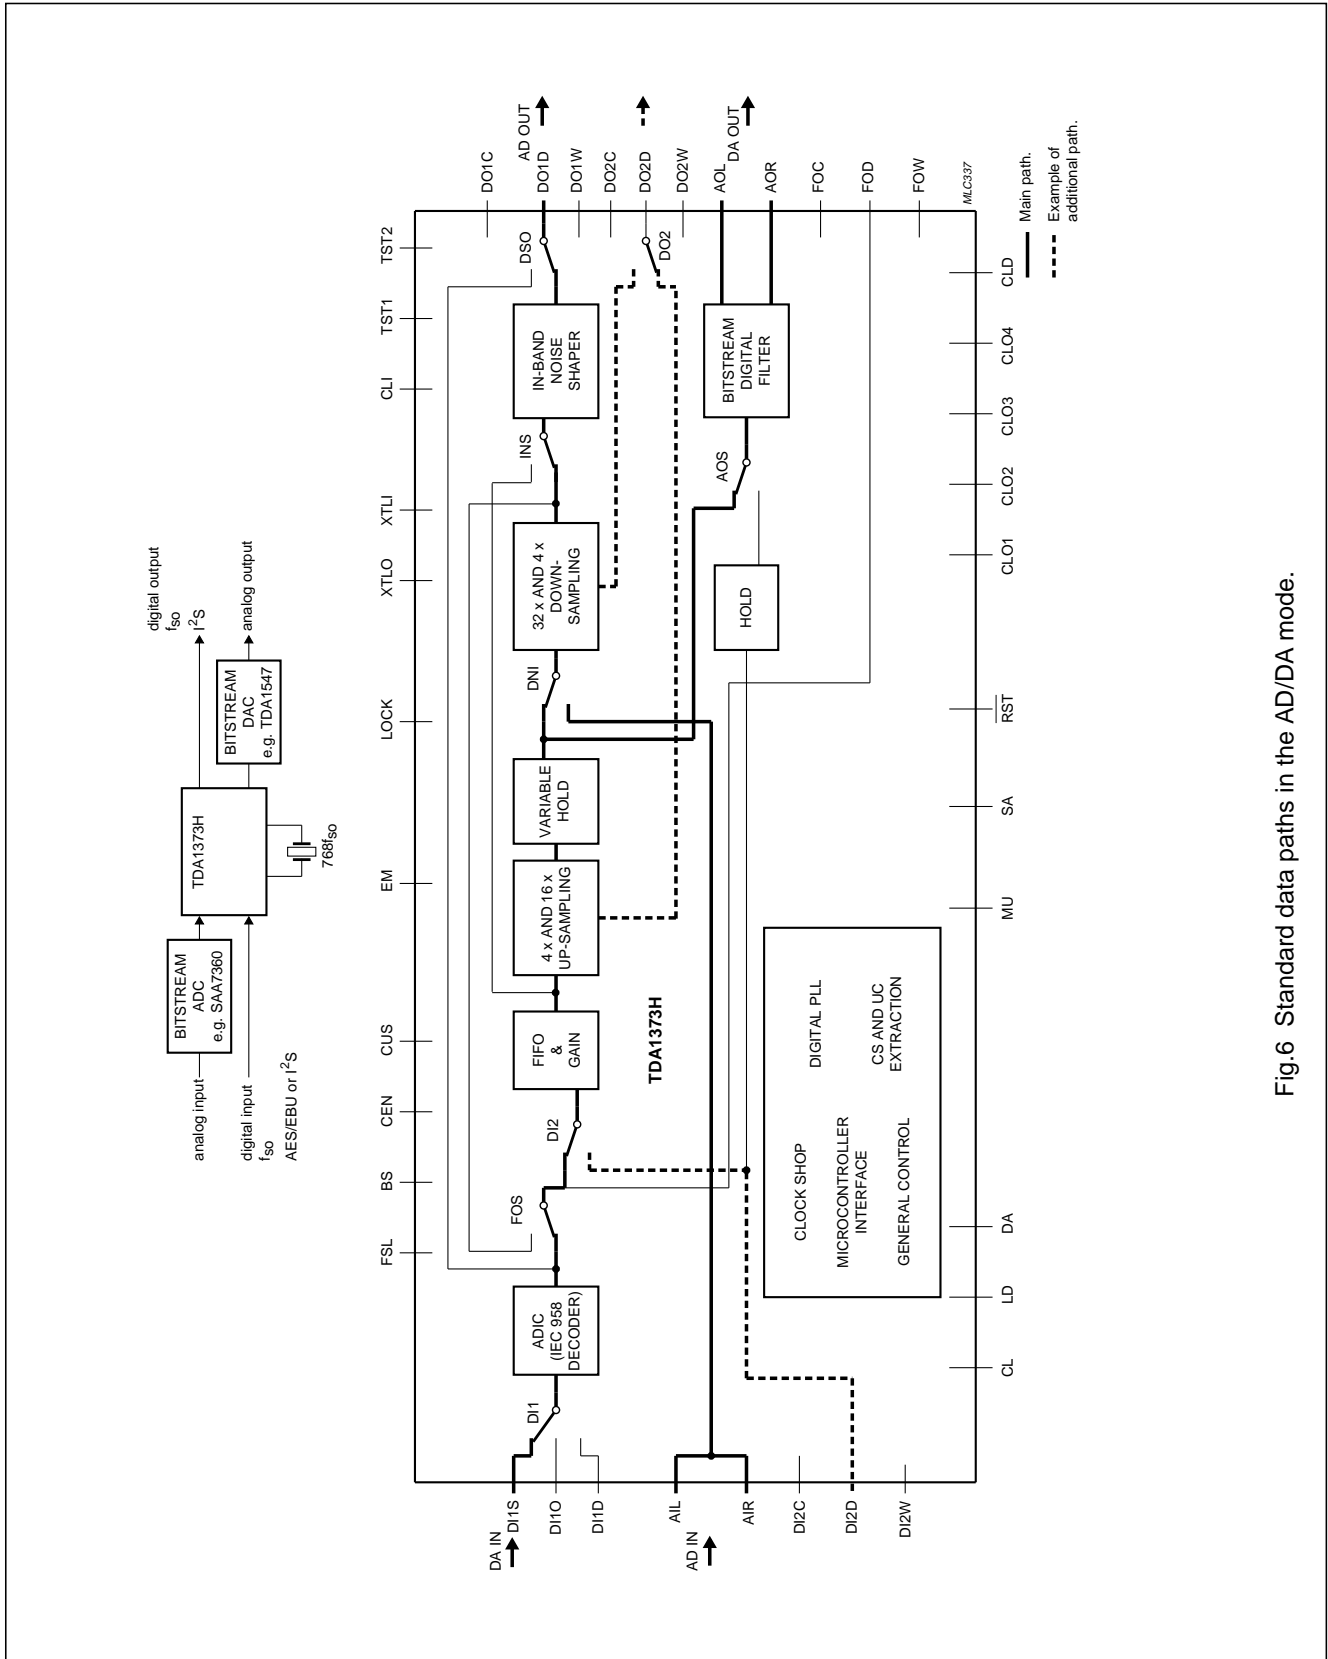 BITSTREAM
ADC
e.g. SAA7360
TDA1373H
BITSTREAM
DAC
e.g. TDA1547
analog input
digital input
fso
AES/EBU or I2S
768fso
digital output
fso
I2S
analog output
FSL
BS
CEN
CUS
EM
LOCK
XTLO
XTLI
CLI
TST1
TST2
DA IN
DI1S
DI1O
DI1D
AD IN
AIL
AIR
DI2C
DI2D
DI2W
DI1
ADIC
(IEC 958
DECODER)
FOS
DI2
FIFO
&
GAIN
4 x AND 16 x
UP-SAMPLING
VARIABLE
HOLD
DNI
32 x AND 4 x
DOWN-
SAMPLING
INS
IN-BAND
NOISE
SHAPER
DSO
DO2
TDA1373H
HOLD
AOS
BITSTREAM
DIGITAL
FILTER
CLOCK SHOP
DIGITAL PLL
MICROCONTROLLER
INTERFACE
CS AND UC
EXTRACTION
GENERAL CONTROL
DO1C
AD OUT
DO1D
DO1W
DO2C
DO2D
DO2W
AOL
DA OUT
AOR
FOC
FOD
FOW
CL
LD
DA
MU
SA
RST
CLO1
CLO2
CLO3
CLO4
CLD
MLC337
Main path.
Example of
additional path.
Fig.6 Standard data paths in the AD/DA mode.